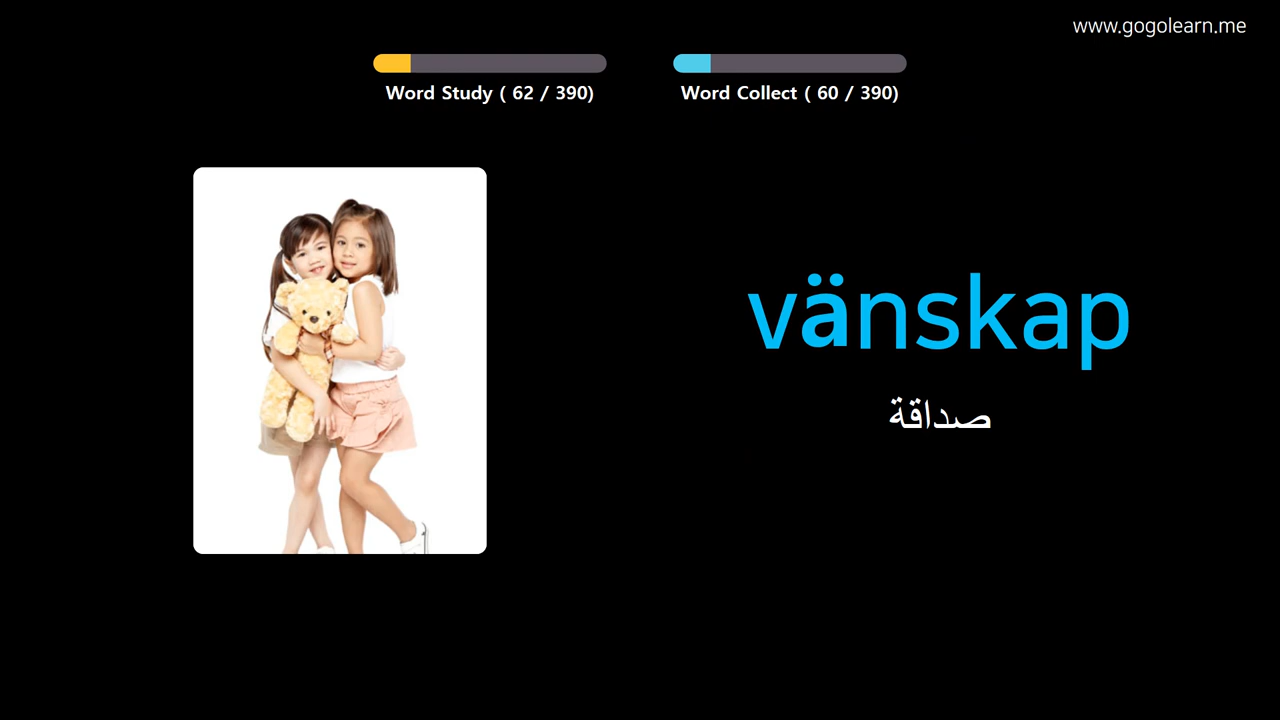 www.gogolearn.me
Word Study ( 62 / 390)
Word Collect ( 60 / 390)
vänskap
صداقة